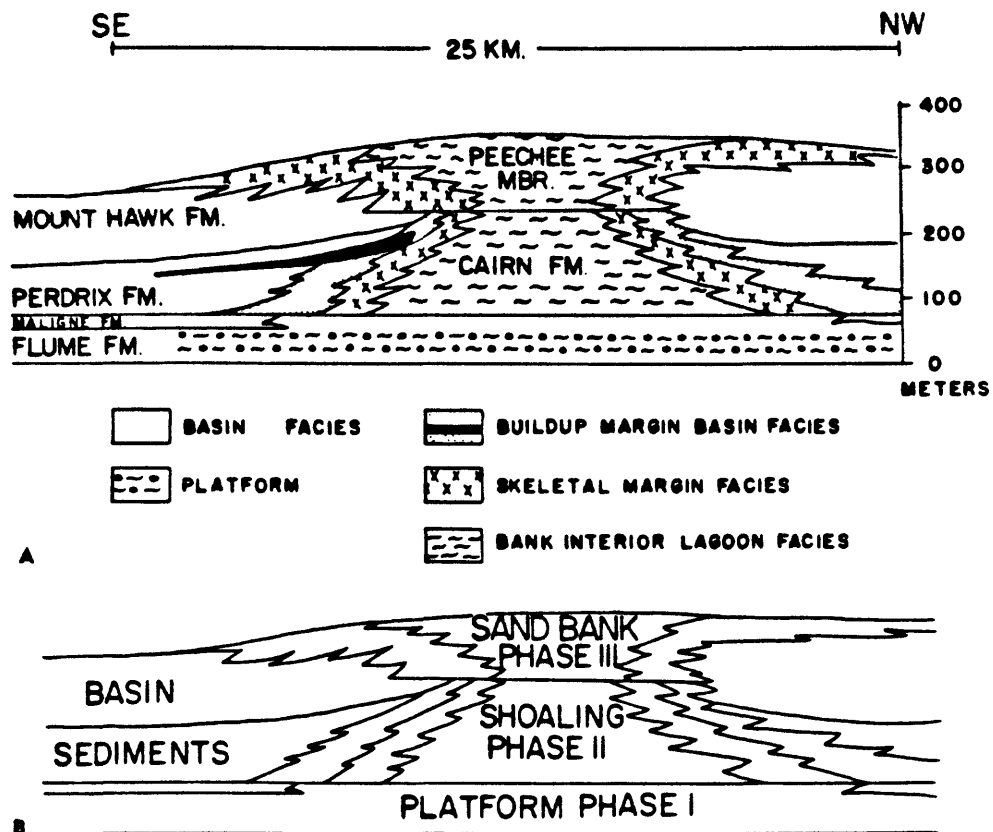 SE NW
25 KM.
400
PEECHEE
MBR.
300
MOUNT HAWK FM.
200
CAIRN FM.
PERDRIX FM.
100
MALIGNE FM.
FLUME FM.
0
METERS
BASIN FACIES
BUILDUP MARGIN BASIN FACIES
PLATFORM
SKELETAL MARGIN FACIES
BANK INTERIOR LAGOON FACIES
A
SAND BANK
PHASE III
BASIN
SHOALING
PHASE II
SEDIMENTS
PLATFORM PHASE I
B